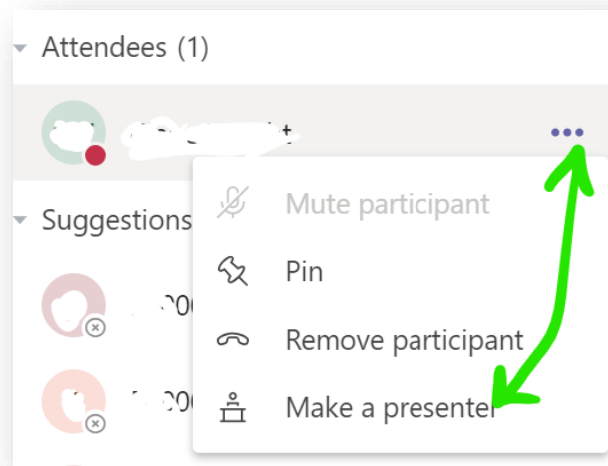 Attendees (1)
Mute participant
Suggestions
Pin
Remove participant
Make a presenter